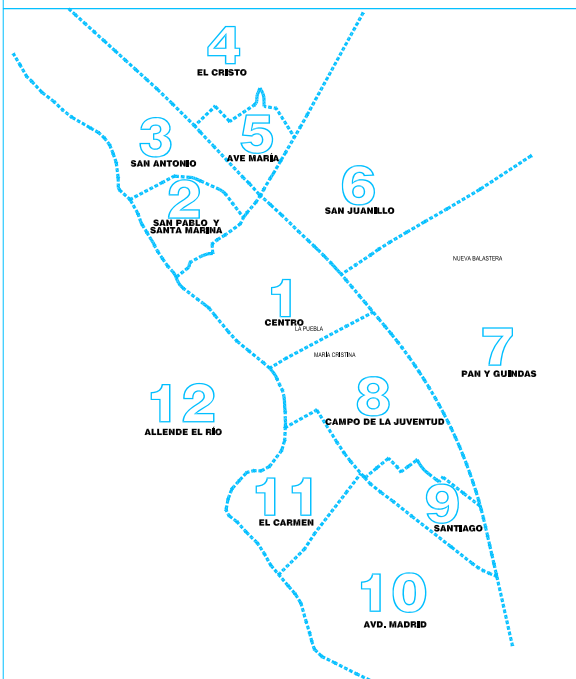 4
EL CRISTO
3
SAN ANTONIO
5
AVE MARÍA
6
SAN JUANILLO
2
SAN PABLO Y
SANTA MARINA
NUEVA BALASTERA
1
CENTRO
LA PUEBLA
MARÍA CRISTINA
7
PAN Y GUINDAS
12
ALLENDE EL RÍO
8
CAMPO DE LA JUVENTUD
11
EL CARMEN
9
SANTIAGO
10
AVD. MADRID